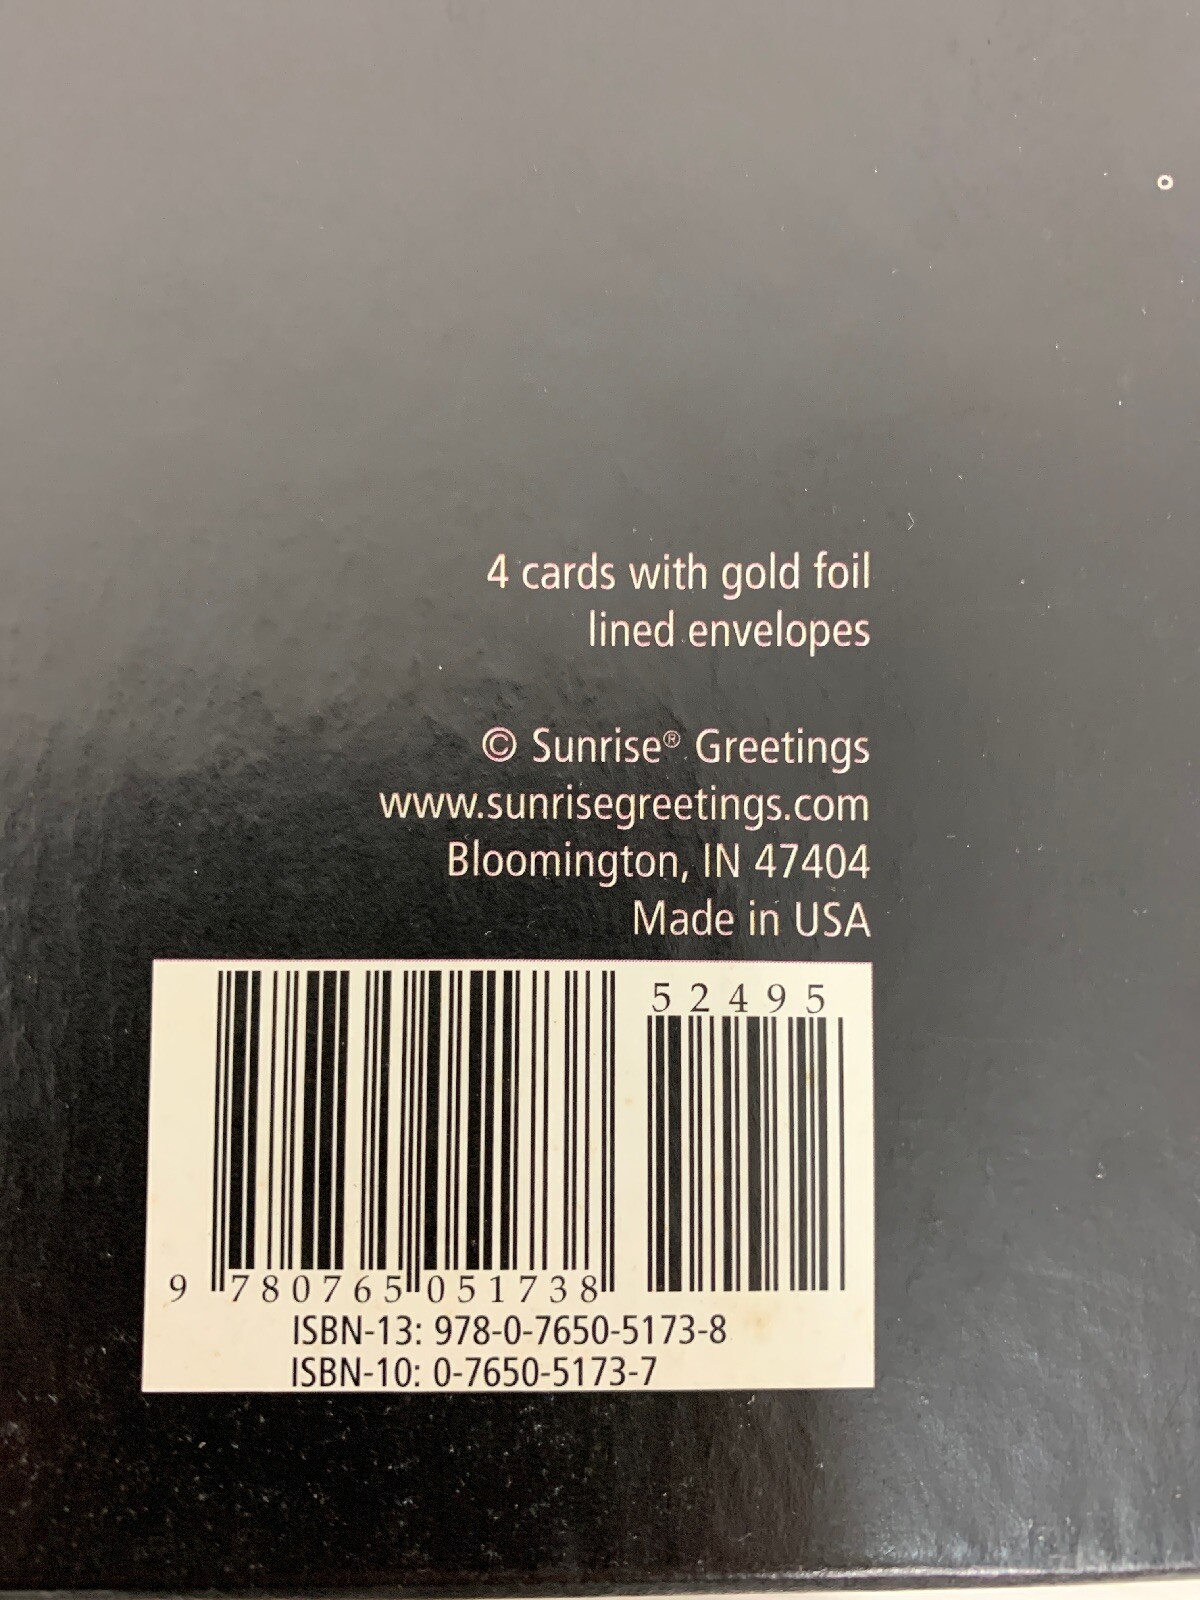 4 cards with gold foil
lined envelopes
© Sunrise® Greetings
www.sunrisegreetings.com
Bloomington, IN 47404
Made in USA
52495
9 780765 051738
ISBN-13: 978-0-7650-5173-8
ISBN-10: 0-7650-5173-7